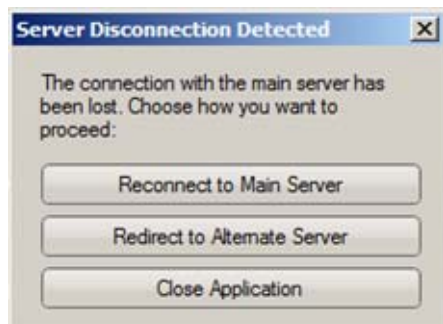 Server Disconnection Detected
The connection with the main server has
been lost. Choose how you want to
proceed:
Reconnect to Main Server
Redirect to Alternate Server
Close Application